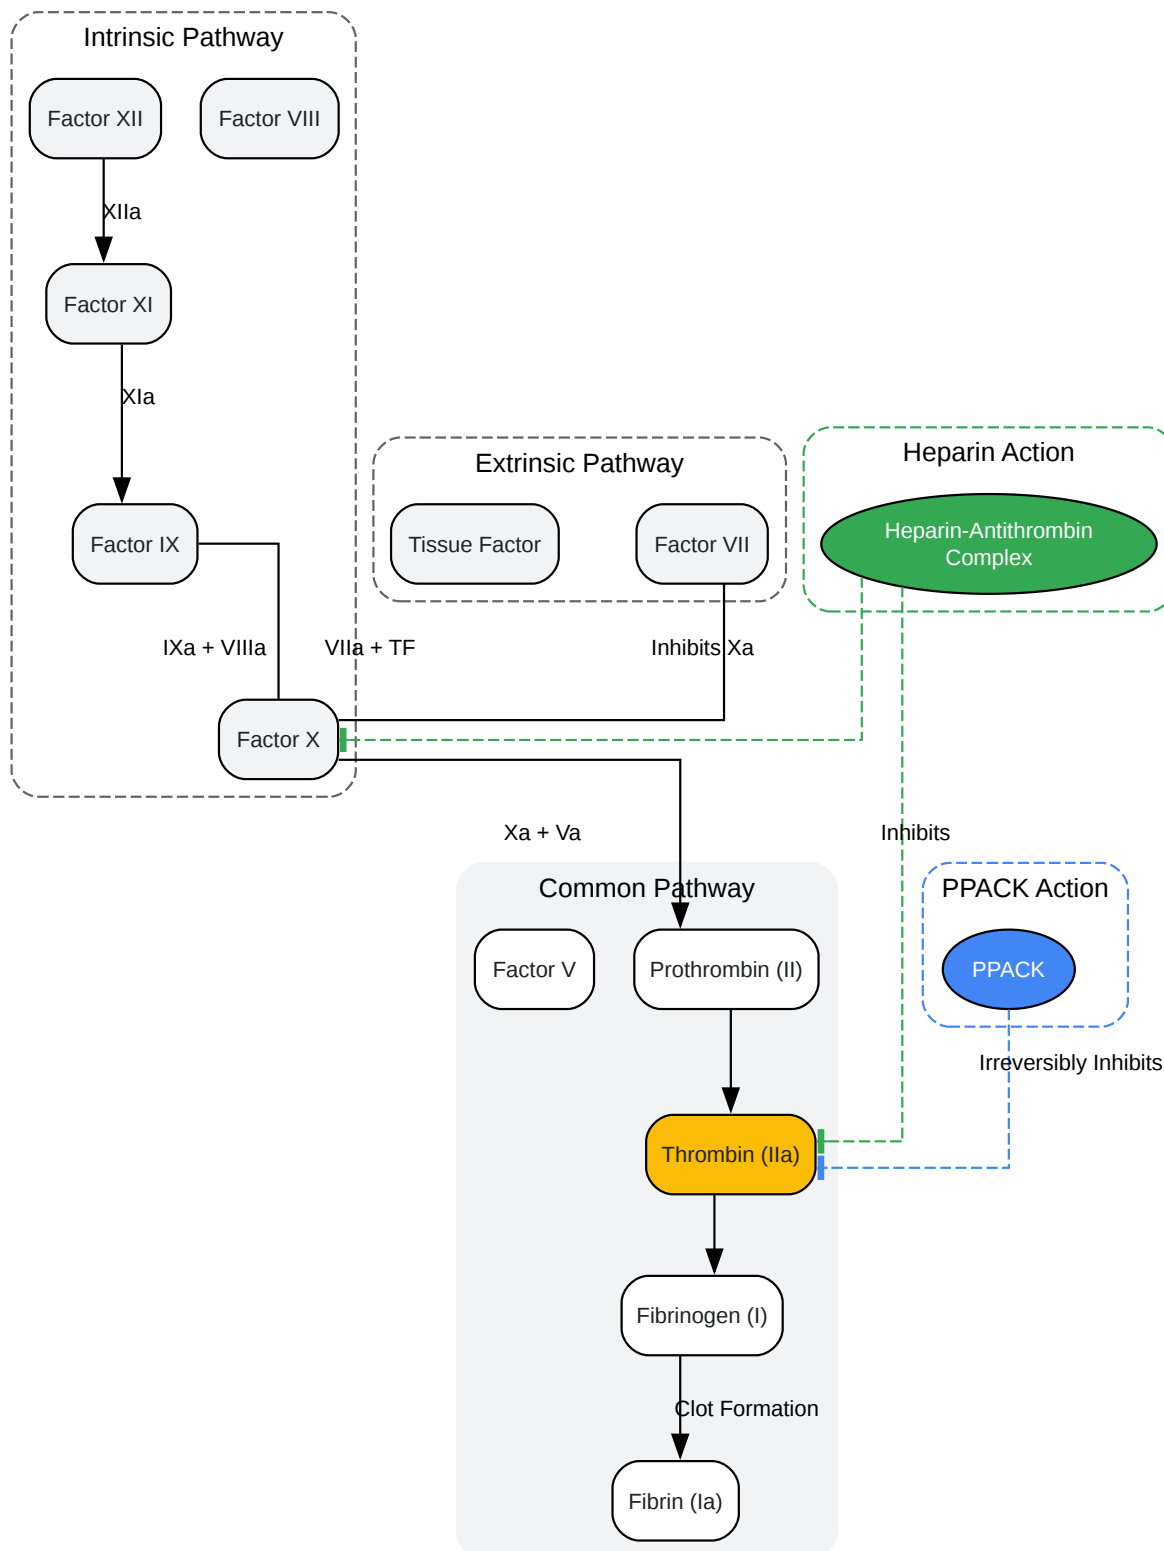 Intrinsic Pathway
Factor XII
Factor VIII
XIIa
Factor XI
XIa
Extrinsic Pathway
Heparin Action
Factor IX
Tissue Factor
Factor VII
Heparin-Antithrombin
Complex
IXa + VIIIa
VIIa + TF
Inhibits Xa
Factor X
Xa + Va
Inhibits
Common Pathway
PPACK Action
Factor V
Prothrombin (II)
PPACK
Irreversibly Inhibits
Thrombin (IIa)
Fibrinogen (I)
Clot Formation
Fibrin (Ia)